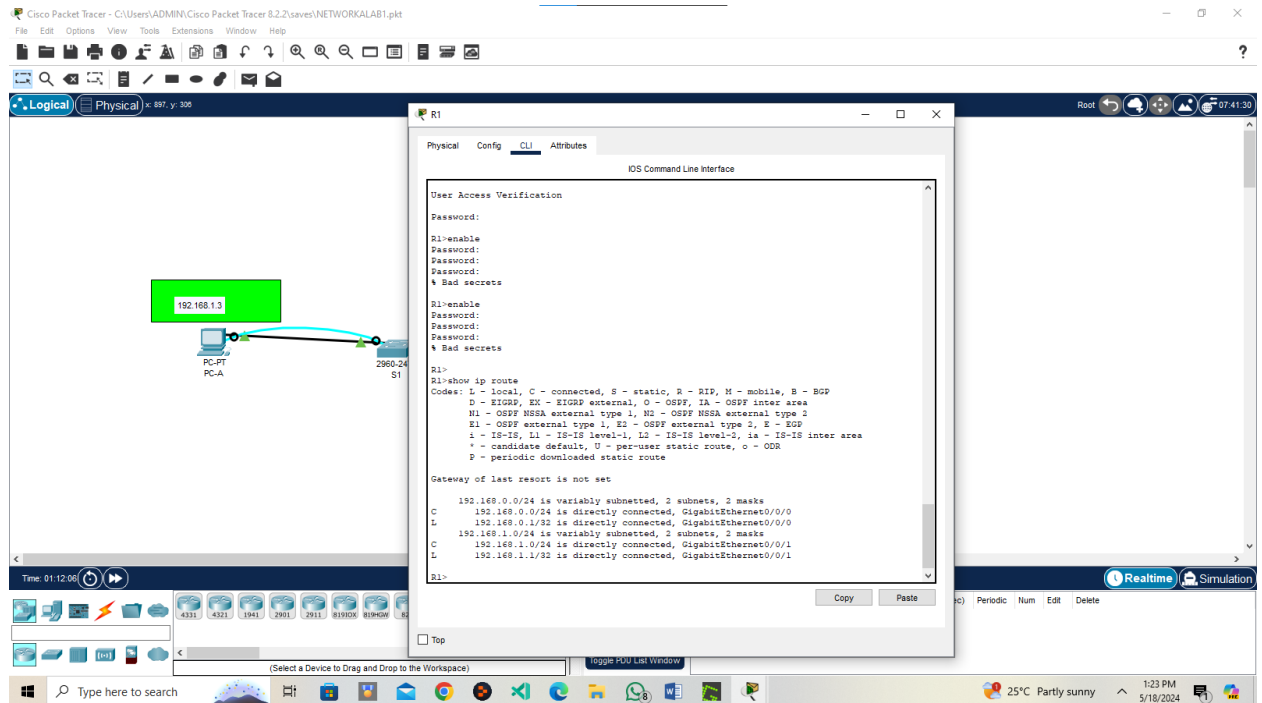 Cisco Packet Tracer - C:\Users\ADMIN\Cisco Packet Tracer 8.2.2\saves\NETWORKALAB1.pkt
File Edit Options View Tools Extensions Window Help
?
Logical Physical x: 897, y: 306 Root 07:41:30
R1
Physical Config CLI Attributes
IOS Command Line Interface
User Access Verification
Password:
R1>enable
Password:
Password:
Password:
% Bad secrets
R1>enable
Password:
Password:
Password:
% Bad secrets
R1>
R1>show ip route
Codes: L - local, C - connected, S - static, R - RIP, M - mobile, B - BGP
D - EIGRP, EX - EIGRP external, O - OSPF, IA - OSPF inter area
N1 - OSPF NSSA external type 1, N2 - OSPF NSSA external type 2
E1 - OSPF external type 1, E2 - OSPF external type 2, E - EGP
i - IS-IS, L1 - IS-IS level-1, L2 - IS-IS level-2, ia - IS-IS inter area
* - candidate default, U - per-user static route, o - ODR
P - periodic downloaded static route
Gateway of last resort is not set
192.168.0.0/24 is variably subnetted, 2 subnets, 2 masks
C 192.168.0.0/24 is directly connected, GigabitEthernet0/0/0
L 192.168.0.1/32 is directly connected, GigabitEthernet0/0/0
192.168.1.0/24 is variably subnetted, 2 subnets, 2 masks
C 192.168.1.0/24 is directly connected, GigabitEthernet0/0/1
L 192.168.1.1/32 is directly connected, GigabitEthernet0/0/1
R1>
Copy Paste
Top
192.168.1.3
PC-PT
PC-A
2960-24
S1
Time: 01:12:06 Realtime Simulation
4331 4321 1941 2901 2911 819IOX 819HGW
Periodic Num Edit Delete
(Select a Device to Drag and Drop to the Workspace)
Toggle PDU List Window
Type here to search
8
25°C Partly sunny
1:23 PM
5/18/2024
1